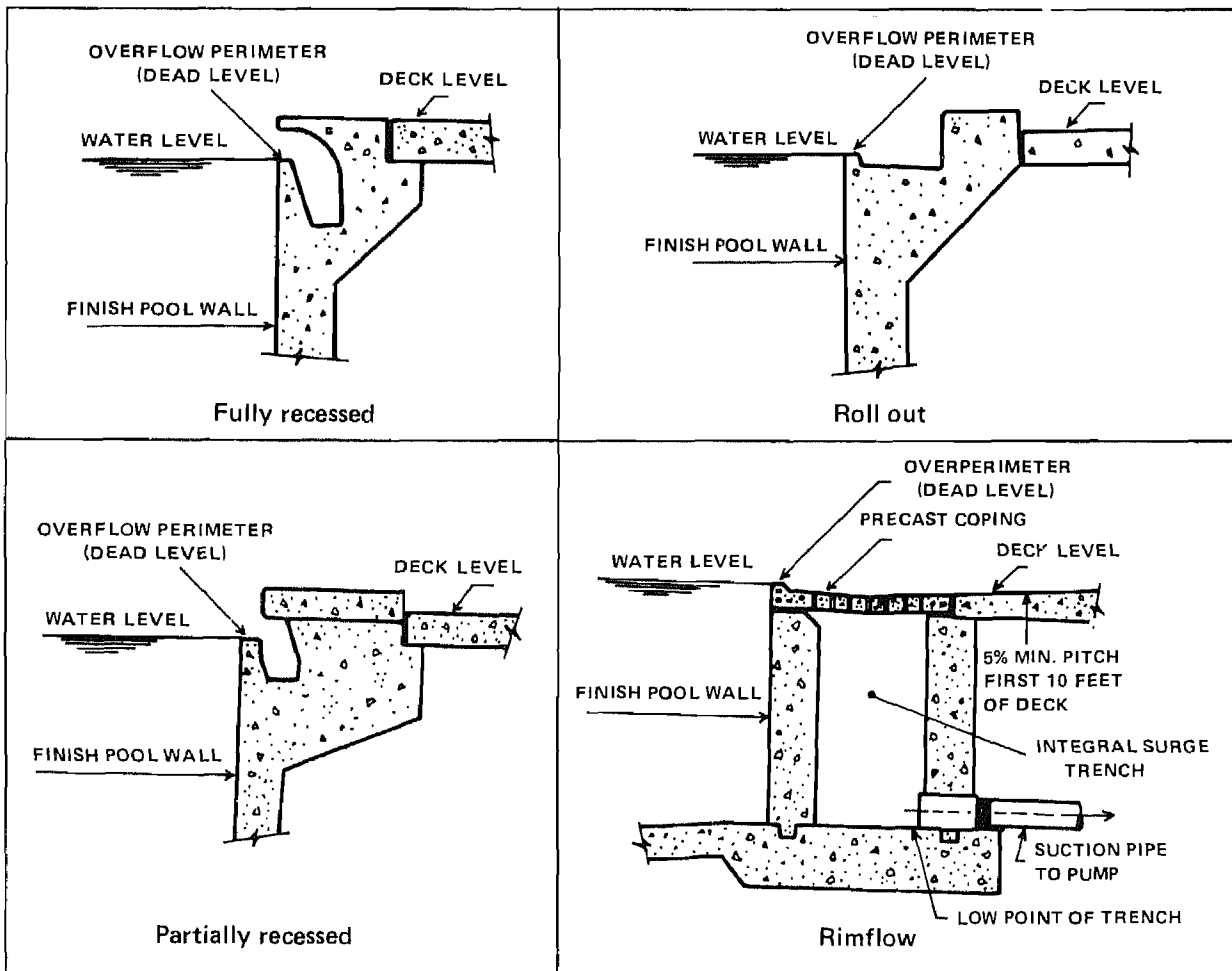 OVERFLOW PERIMETER
(DEAD LEVEL)
DECK LEVEL
WATER LEVEL
FINISH POOL WALL
Fully recessed
OVERFLOW PERIMETER
(DEAD LEVEL)
DECK LEVEL
WATER LEVEL
FINISH POOL WALL
Roll out
OVERFLOW PERIMETER
(DEAD LEVEL)
DECK LEVEL
WATER LEVEL
FINISH POOL WALL
Partially recessed
OVERPERIMETER
(DEAD LEVEL)
PRECAST COPING
WATER LEVEL
DECK LEVEL
5% MIN. PITCH
FIRST 10 FEET
OF DECK
FINISH POOL WALL
INTEGRAL SURGE
TRENCH
SUCTION PIPE
TO PUMP
LOW POINT OF TRENCH
Rimflow